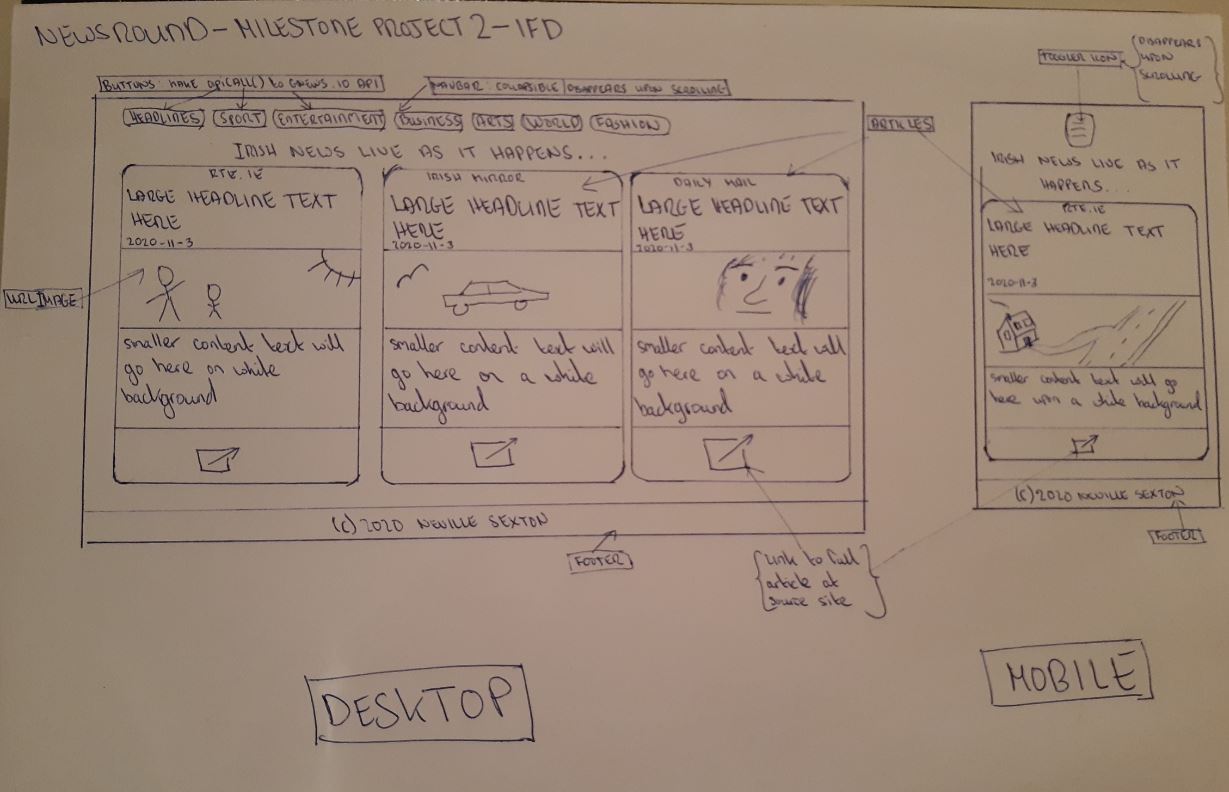 NEWSROUND - MILESTONE PROJECT 2 - IFD
BUTTONS: HAVE apiCALL() to GNEWS.IO API
NAVBAR: COLLAPSIBLE/DISAPPEARS UPON SCROLLING
HEADLINES SPORT ENTERTAINMENT BUSINESS ARTS WORLD FASHION
ARTICLES
IRISH NEWS LIVE AS IT HAPPENS...
RTE.IE
LARGE HEADLINE TEXT
HERE
2020-11-3
URLIMAGE
smaller content text will
go here on white
background
IRISH MIRROR
LARGE HEADLINE TEXT
HERE
2020-11-3
smaller content text will
go here on a white
background
DAILY MAIL
LARGE HEADLINE TEXT
HERE
2020-11-3
smaller content text will
go here on a white
background
(C) 2020 NEVILLE SEXTON
FOOTER
Link to full
article at
source site
DESKTOP
TOGGLER ICON
DISAPPEARS
UPON
SCROLLING
IRISH NEWS LIVE AS IT
HAPPENS...
RTE.IE
LARGE HEADLINE TEXT
HERE
2020-11-3
smaller content text will go
here upon a white background
(C) 2020 NEVILLE SEXTON
FOOTER
MOBILE